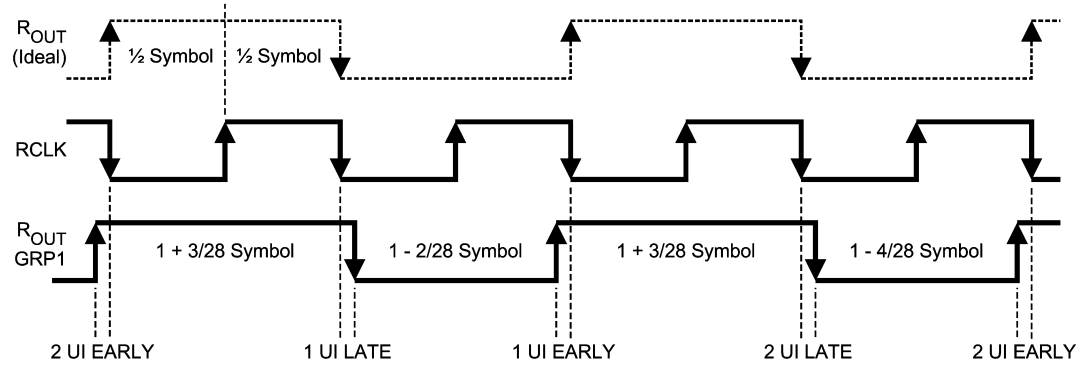 ROUT
(Ideal)
½ Symbol
½ Symbol
RCLK
ROUT
GRP1
1 + 3/28 Symbol
1 - 2/28 Symbol
1 + 3/28 Symbol
1 - 4/28 Symbol
2 UI EARLY
1 UI LATE
1 UI EARLY
2 UI LATE
2 UI EARLY